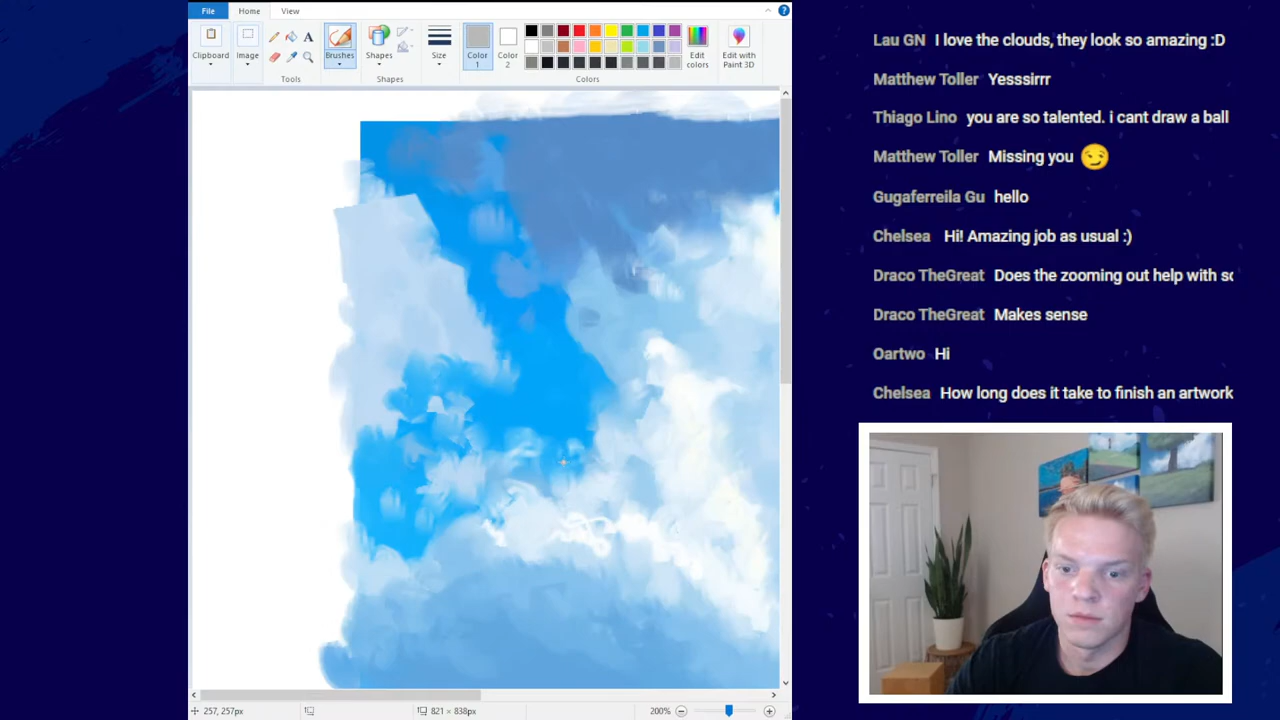 File Home View
Clipboard
Image
Tools
Brushes
Shapes
Shapes
Size
Color 1
Color 2
Edit colors
Colors
Edit with Paint 3D
Lau GN I love the clouds, they look so amazing :D
Matthew Toller Yesssirrr
Thiago Lino you are so talented. i cant draw a ball
Matthew Toller Missing you 😏
Gugaferreila Gu hello
Chelsea Hi! Amazing job as usual :)
Draco TheGreat Does the zooming out help with sc
Draco TheGreat Makes sense
Oartwo Hi
Chelsea How long does it take to finish an artwork
257, 257px
821 × 838px
200%